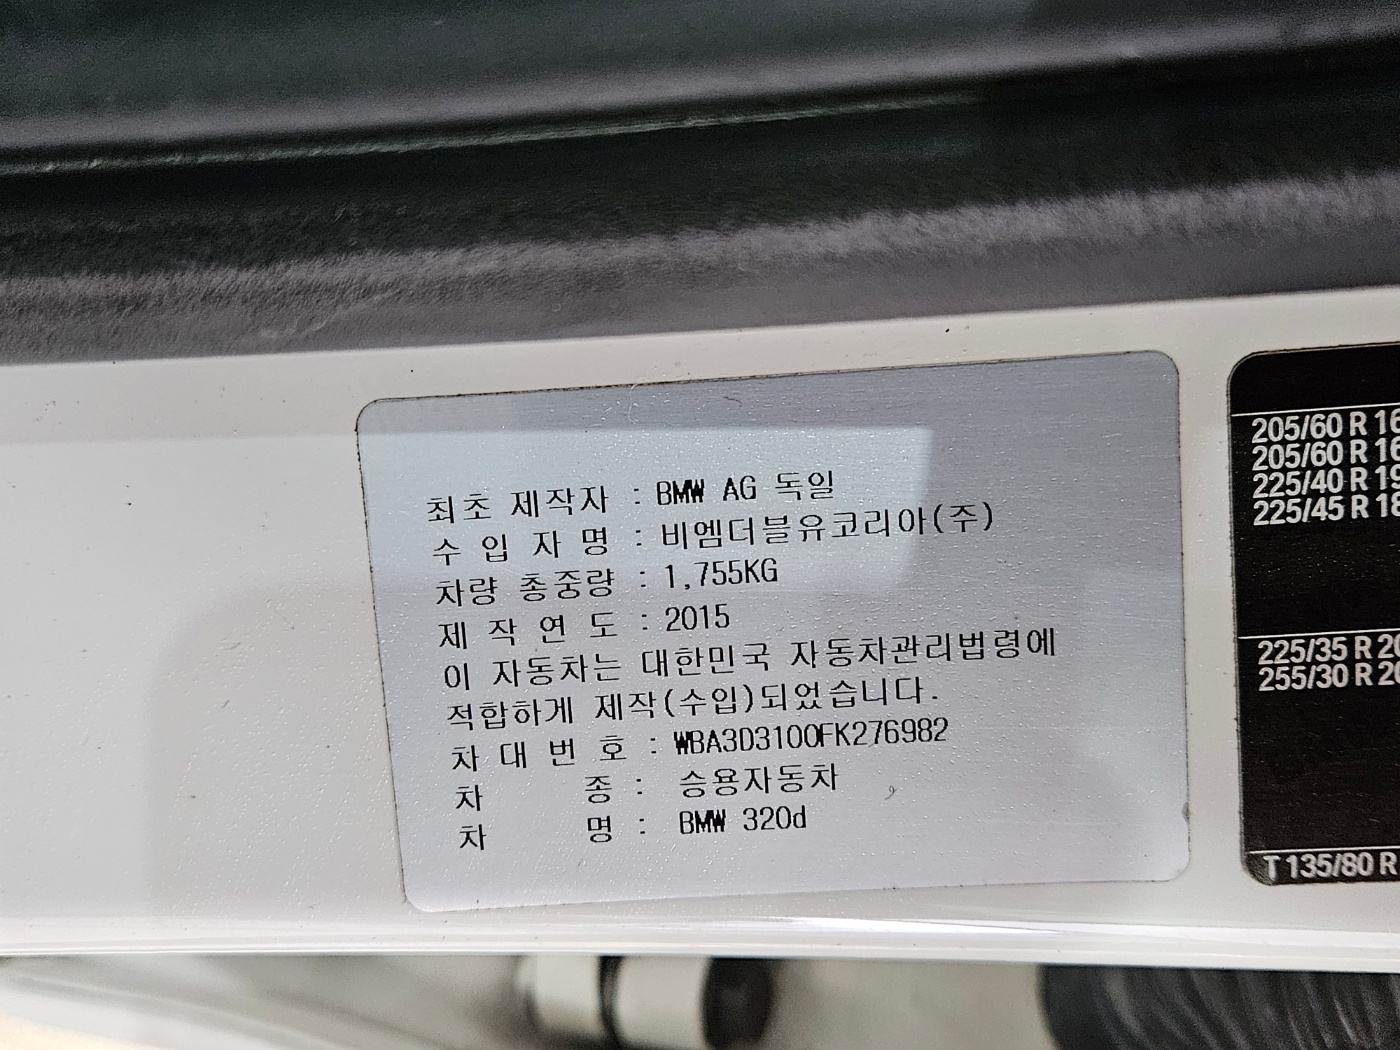 최초 제작자 : BMW AG 독일
수 입 자 명 : 비엠더블유코리아(주)
차량 총중량 : 1,755KG
제 작 연 도 : 2015
이 자동차는 대한민국 자동차관리법령에
적합하게 제작(수입)되었습니다.
차 대 번 호 : WBA3D3100FK276982
차 종 : 승용자동차
차 명 : BMW 320d
205/60 R 16
205/60 R 16
225/40 R 19
225/45 R 18
225/35 R 20
255/30 R 20
T 135/80 R